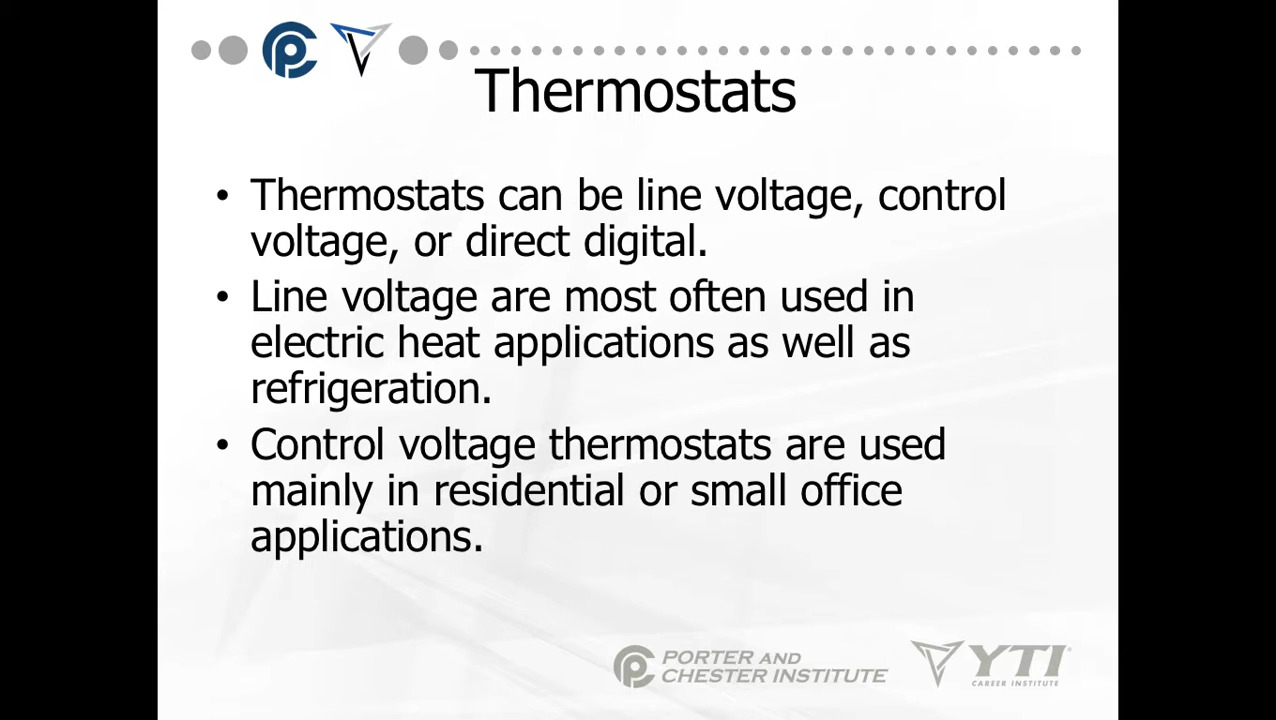 Thermostats
• Thermostats can be line voltage, control
voltage, or direct digital.
• Line voltage are most often used in
electric heat applications as well as
refrigeration.
• Control voltage thermostats are used
mainly in residential or small office
applications.
PORTER AND
CHESTER INSTITUTE
YTI
CAREER INSTITUTE